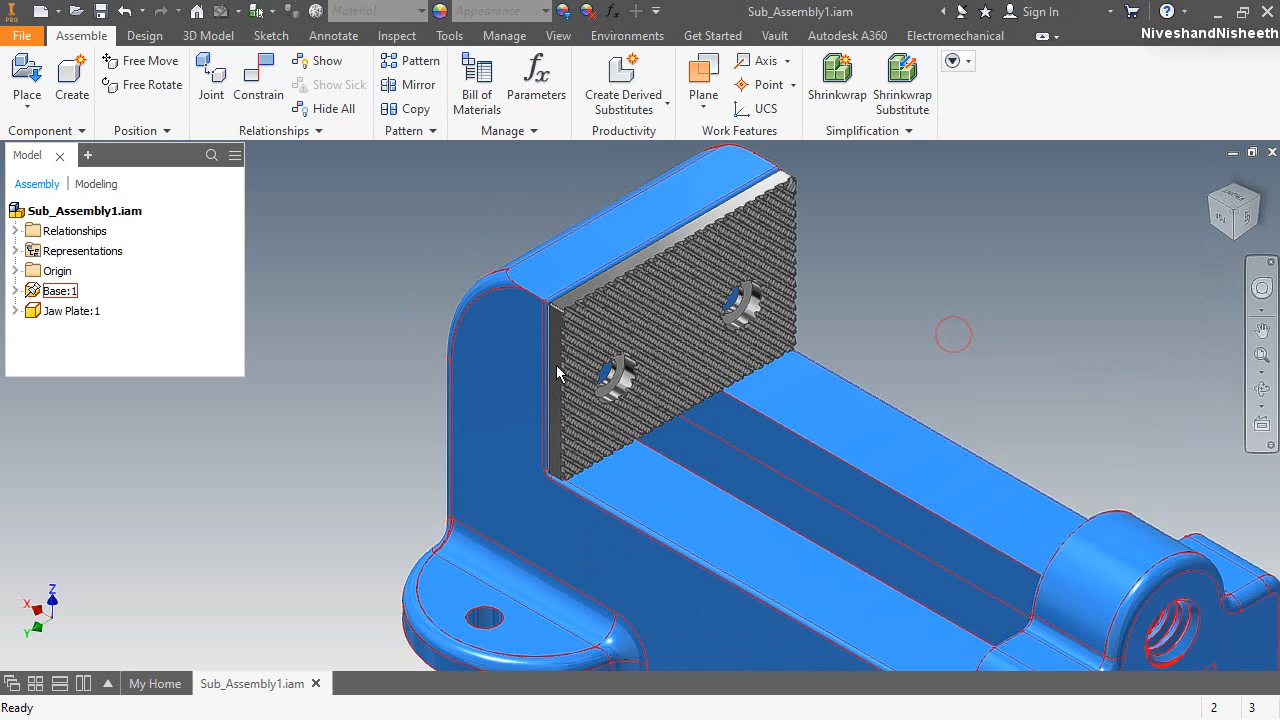 PRO
Material
Appearance
Sub_Assembly1.iam
Sign In
File
Assemble
Design
3D Model
Sketch
Annotate
Inspect
Tools
Manage
View
Environments
Get Started
Vault
Autodesk A360
Electromechanical
NiveshandNisheeth
Place
Create
Free Move
Free Rotate
Joint
Constrain
Show
Show Sick
Hide All
Pattern
Mirror
Copy
Bill of
Materials
fx
Parameters
Create Derived
Substitutes
Plane
Axis
Point
UCS
Shrinkwrap
Shrinkwrap
Substitute
Component
Position
Relationships
Pattern
Manage
Productivity
Work Features
Simplification
Model
Assembly
Modeling
Sub_Assembly1.iam
Relationships
Representations
Origin
Base:1
Jaw Plate:1
Z
X
Y
My Home
Sub_Assembly1.iam
Ready
2
3